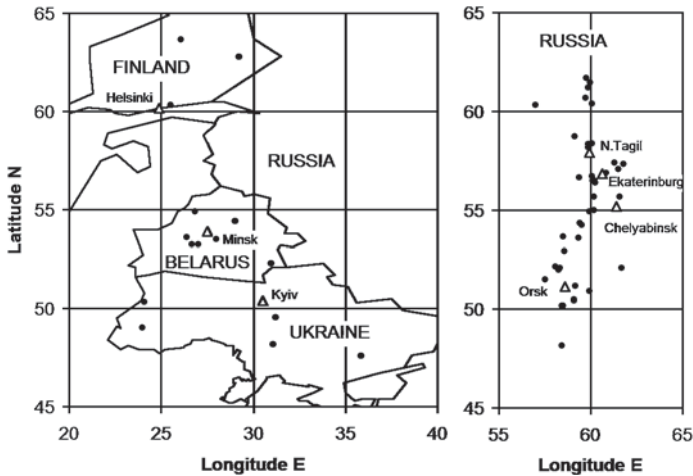 65
60
55
50
45
Latitude N
FINLAND
Helsinki
RUSSIA
Minsk
BELARUS
Kyiv
UKRAINE
20 25 30 35 40
Longitude E
65
60
55
50
45
RUSSIA
N.Tagil
Ekaterinburg
Chelyabinsk
Orsk
55 60 65
Longitude E